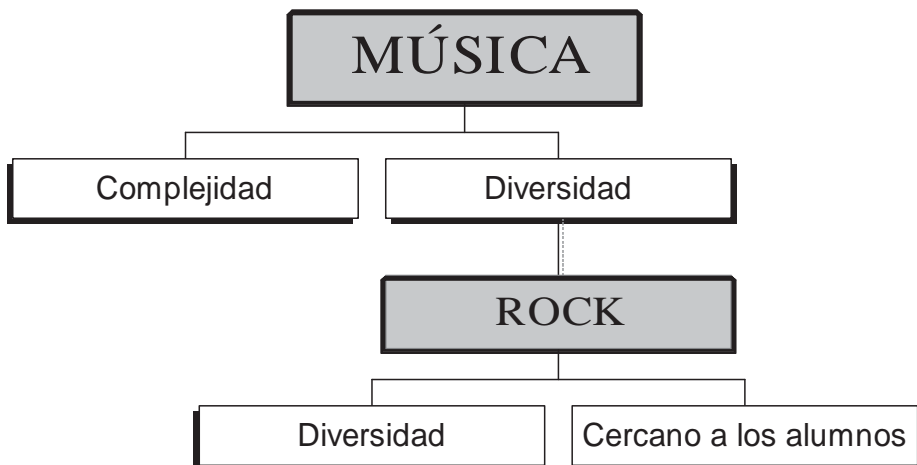 MÚSICA
Complejidad
Diversidad
ROCK
Diversidad
Cercano a los alumnos